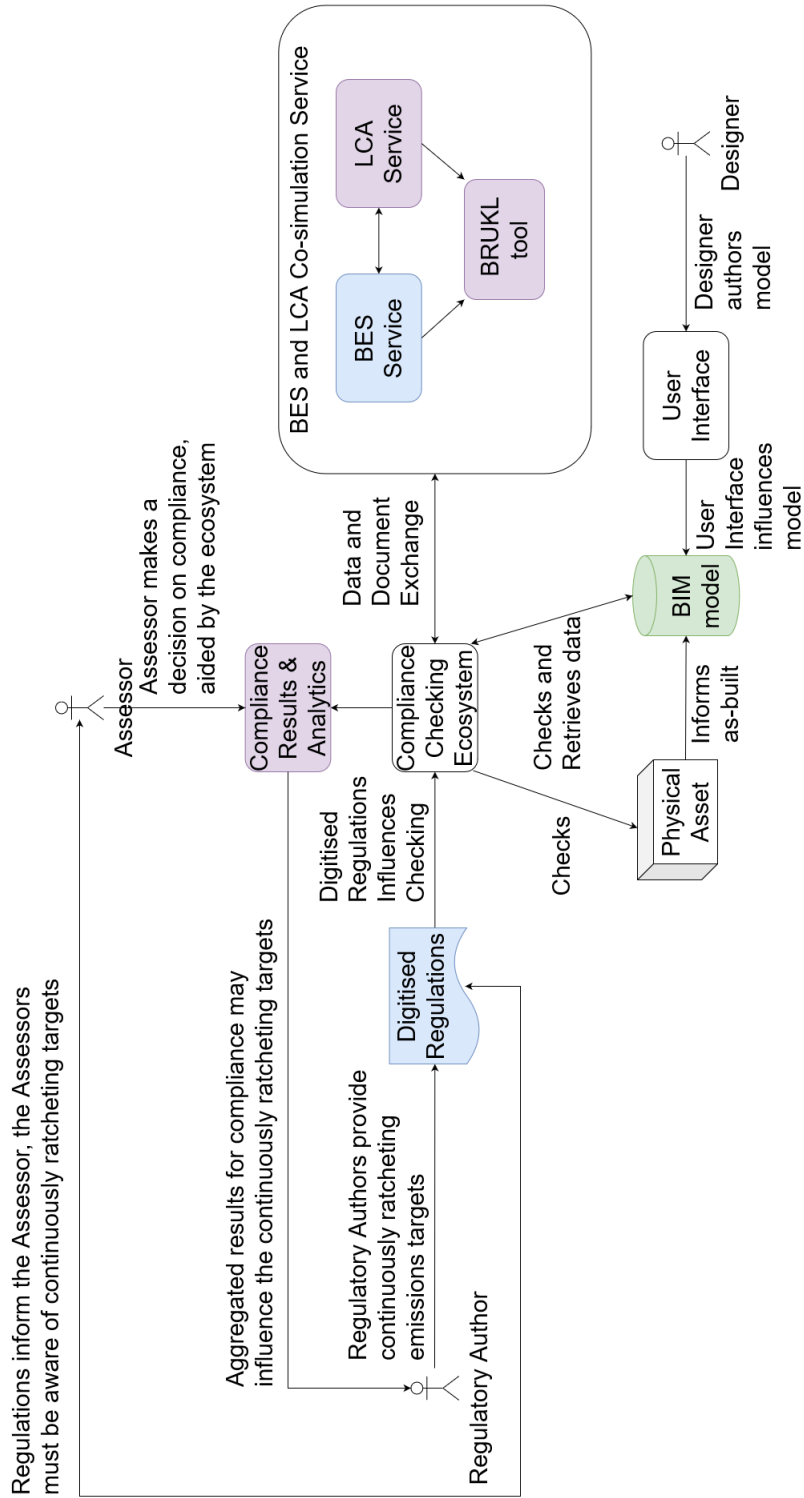 Regulations inform the Assessor, the Assessors
must be aware of continuously ratcheting targets
Assessor
Assessor makes a
decision on compliance,
aided by the ecosystem
Aggregated results for compliance may
influence the continuously ratcheting targets
Compliance
Results &
Analytics
BES and LCA Co-simulation Service
BES
Service
LCA
Service
BRUKL
tool
Regulatory Author
Regulatory Authors provide
continuously ratcheting
emissions targets
Digitised
Regulations
Digitised
Regulations
Influences
Checking
Compliance
Checking
Ecosystem
Data and
Document
Exchange
Checks
Checks and
Retrieves data
Physical
Asset
Informs
as-built
BIM
model
User
Interface
influences
model
User
Interface
Designer
authors
model
Designer